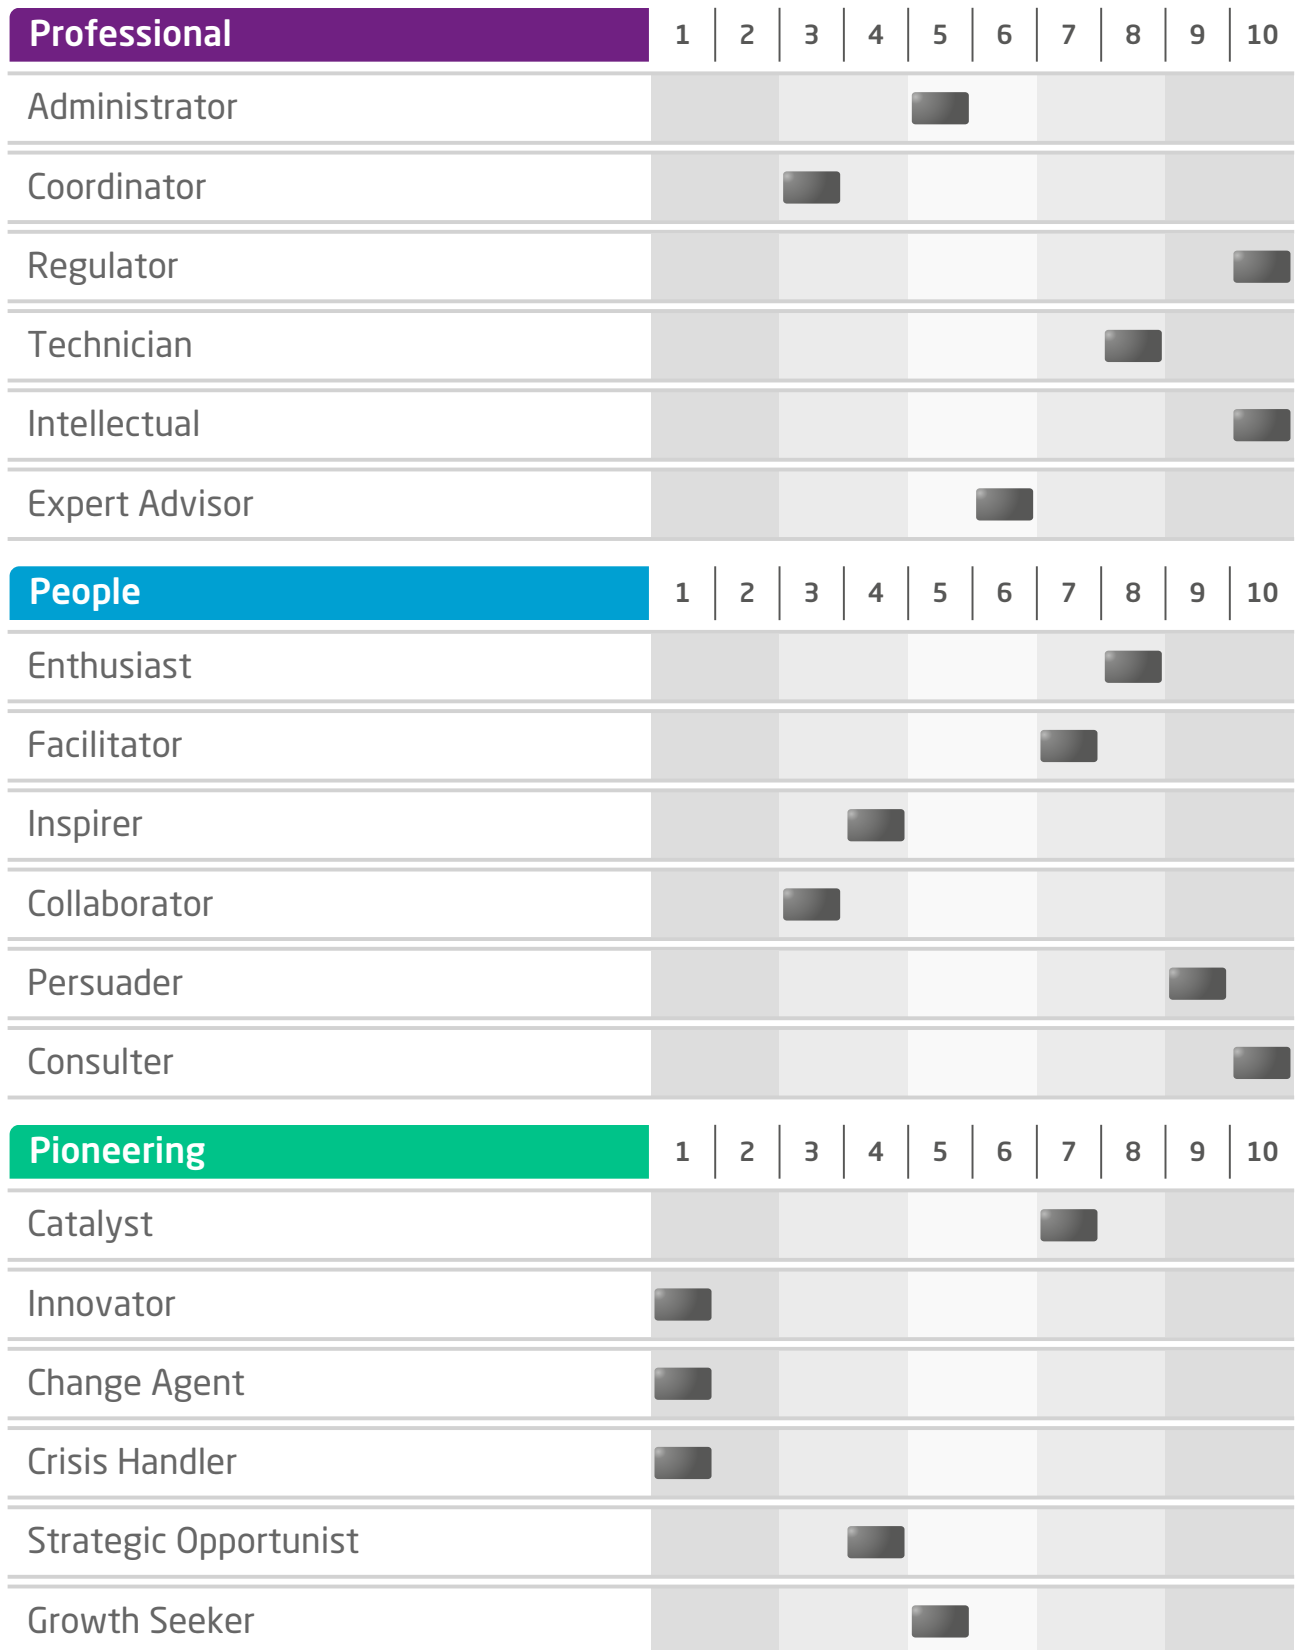 Professional 1 2 3 4 5 6 7 8 9 10
Administrator
Coordinator
Regulator
Technician
Intellectual
Expert Advisor
People 1 2 3 4 5 6 7 8 9 10
Enthusiast
Facilitator
Inspirer
Collaborator
Persuader
Consulter
Pioneering 1 2 3 4 5 6 7 8 9 10
Catalyst
Innovator
Change Agent
Crisis Handler
Strategic Opportunist
Growth Seeker